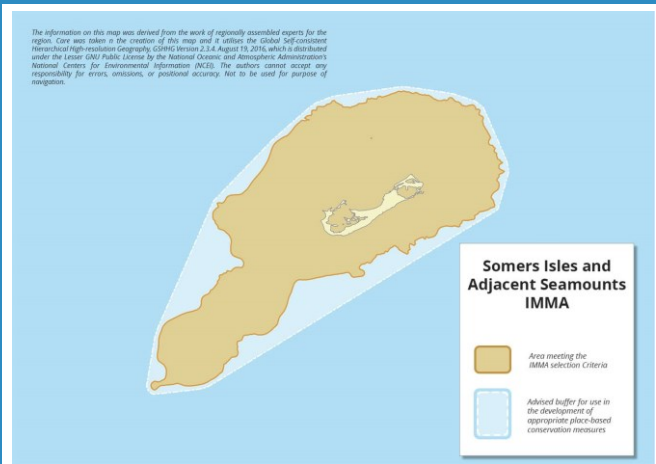 The information on this map was derived from the work of regionally assembled experts for the
region. Care was taken n the creation of this map and it utilises the Global Self-consistent
Hierarchical High-resolution Geography, GSHHG Version 2.3.4. August 19, 2016, which is distributed
under the Lesser GNU Public License by the National Oceanic and Atmospheric Administration's
National Centers for Environmental Information (NCEI). The authors cannot accept any
responsibility for errors, omissions, or positional accuracy. Not to be used for purpose of
navigation.
Somers Isles and
Adjacent Seamounts
IMMA
Area meeting the
IMMA selection Criteria
Advised buffer for use in
the development of
appropriate place-based
conservation measures